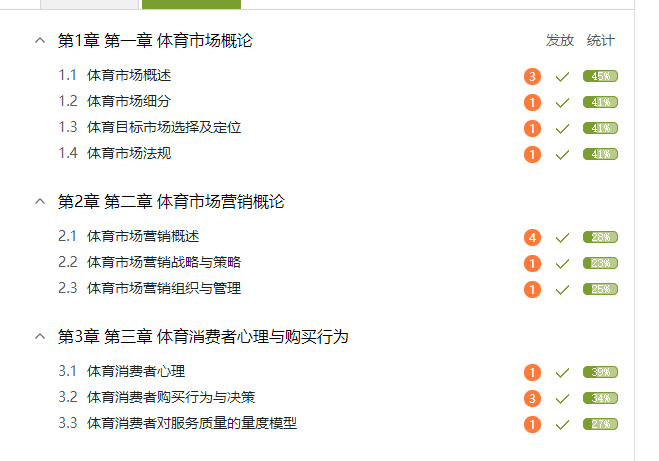 第1章 第一章 体育市场概论 发放 统计
1.1 体育市场概述 3 45%
1.2 体育市场细分 1 41%
1.3 体育目标市场选择及定位 1 41%
1.4 体育市场法规 1 41%
第2章 第二章 体育市场营销概论
2.1 体育市场营销概述 4 28%
2.2 体育市场营销战略与策略 1 23%
2.3 体育市场营销组织与管理 1 25%
第3章 第三章 体育消费者心理与购买行为
3.1 体育消费者心理 1 39%
3.2 体育消费者购买行为与决策 3 34%
3.3 体育消费者对服务质量的量度模型 1 27%